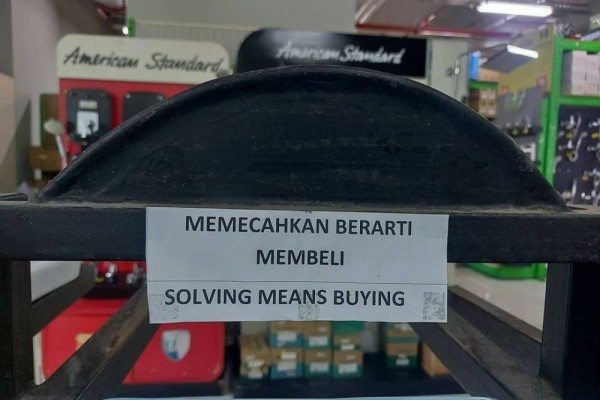 American Standard
American Standard
MEMECAHKAN BERARTI
MEMBELI
SOLVING MEANS BUYING